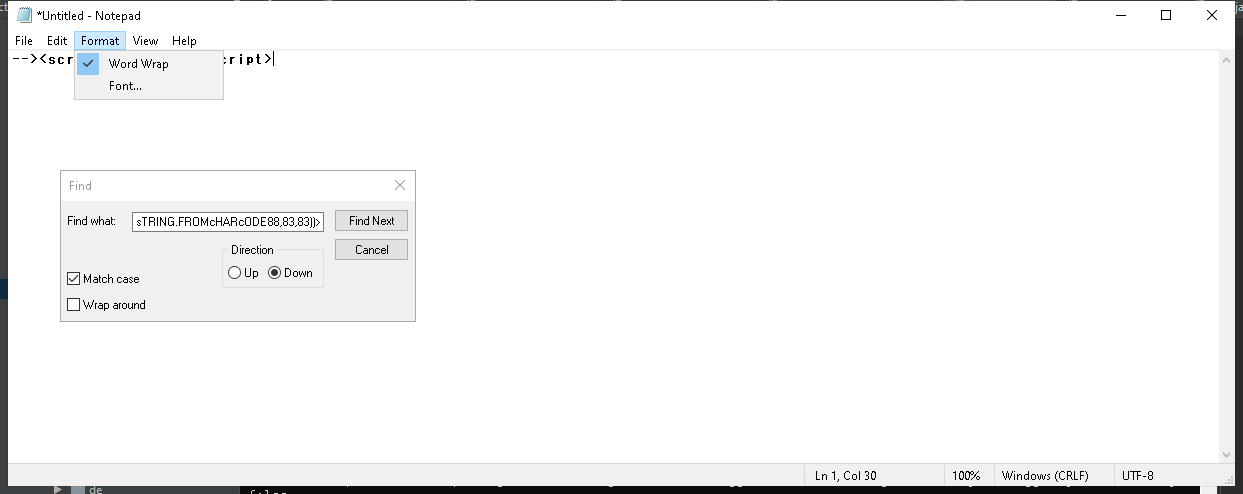 *Untitled - Notepad
File Edit Format View Help
--><scr cript>
Word Wrap
Font...
Find
Find what: sTRING.FROMcHARcODE88,83,83))> Find Next
Direction Cancel
Up Down
Match case
Wrap around
Ln 1, Col 30 100% Windows (CRLF) UTF-8
de